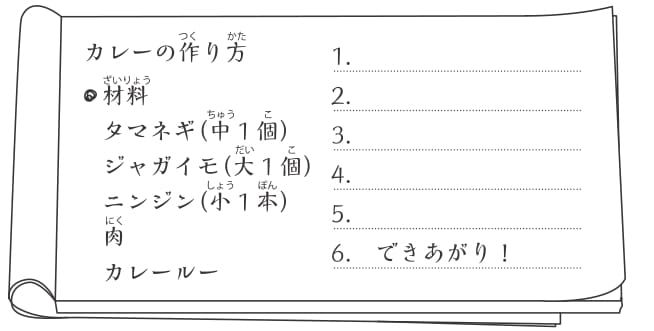 カレーの作り方
材料
タマネギ(中1個)
ジャガイモ(大1個)
ニンジン(小1本)
肉
カレールー
1.
2.
3.
4.
5.
6. できあがり!